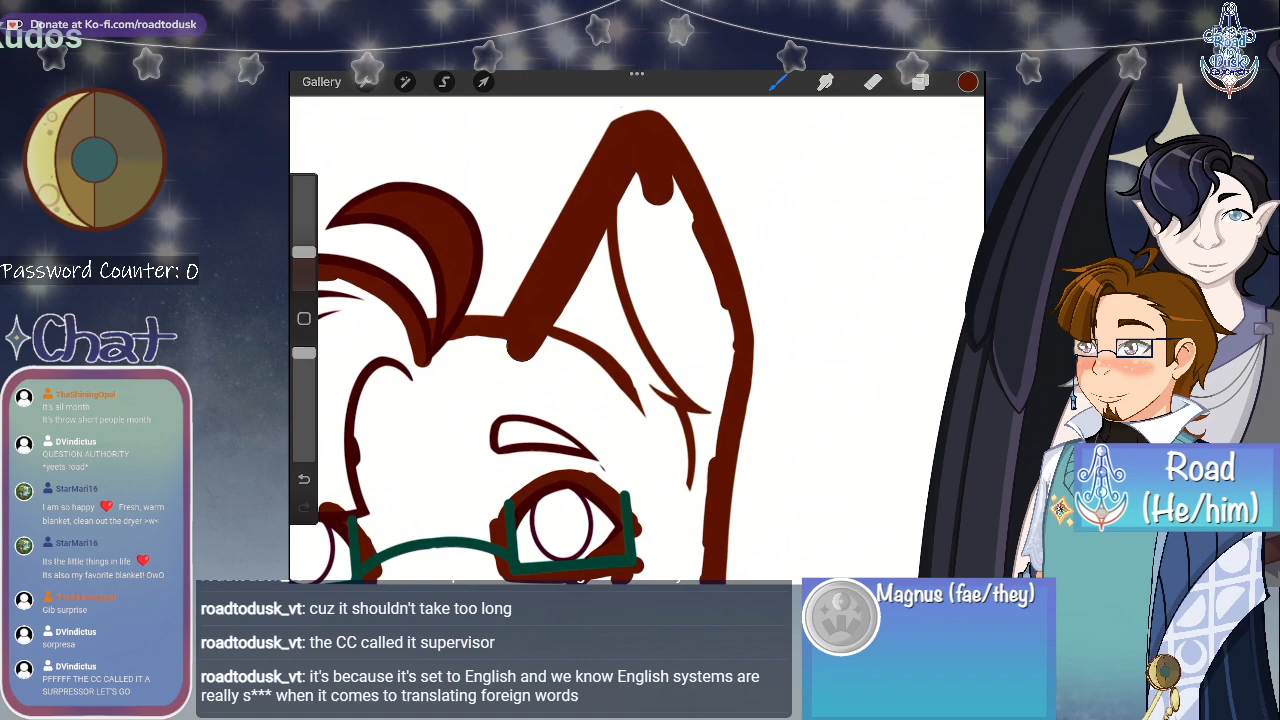 Donate at Ko-fi.com/roadtodusk
Kudos
Gallery
Road
to
Dusk
Password Counter: 0
Chat
TheShiningOpal
It's all month
It's throw short people month
DVindictus
QUESTION AUTHORITY
*yeets road*
StarMari16
I am so happy ❤ Fresh, warm
blanket, clean out the dryer >w<
StarMari16
Its the little things in life ❤
Its also my favorite blanket! OwO
Gib surprise
DVindictus
sorpresa
DVindictus
PFFFFF THE CC CALLED IT A
SURPRESSOR LET'S GO
roadtodusk_vt: cuz it shouldn't take too long
roadtodusk_vt: the CC called it supervisor
roadtodusk_vt: it's because it's set to English and we know English systems are
really s*** when it comes to translating foreign words
Road
(He/him)
Magnus (fae/they)